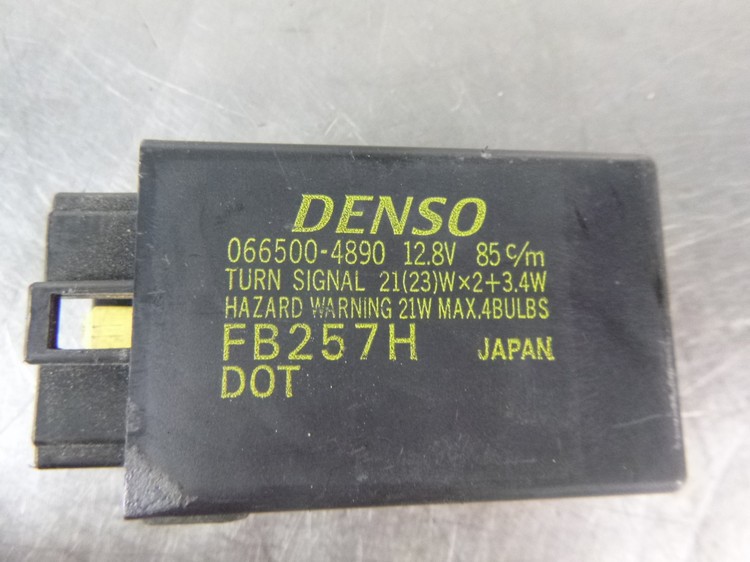 DENSO
066500-4890 12.8V 85 c/m
TURN SIGNAL 21(23)W×2+3.4W
HAZARD WARNING 21W MAX.4BULBS
FB257H JAPAN
DOT